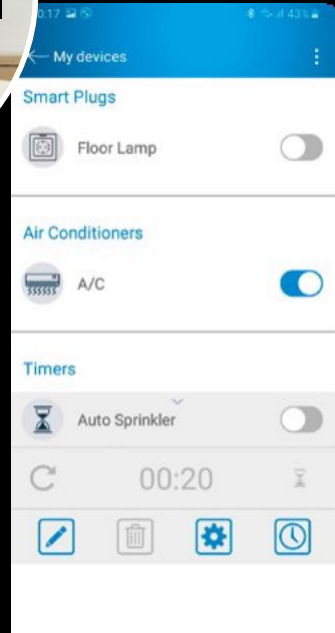 0:17 43%
My devices
Smart Plugs
Floor Lamp
Air Conditioners
A/C
Timers
Auto Sprinkler
00:20